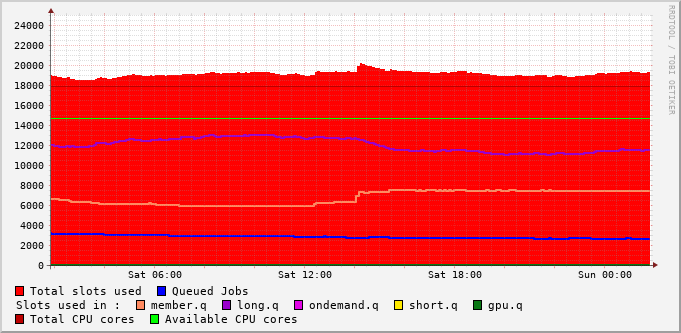 24000
22000
20000
18000
16000
14000
12000
10000
8000
6000
4000
2000
0
Sat 06:00 Sat 12:00 Sat 18:00 Sun 00:00
Total slots used Queued Jobs
Slots used in : member.q long.q ondemand.q short.q gpu.q
Total CPU cores Available CPU cores
RRDTOOL / TOBI OETIKER